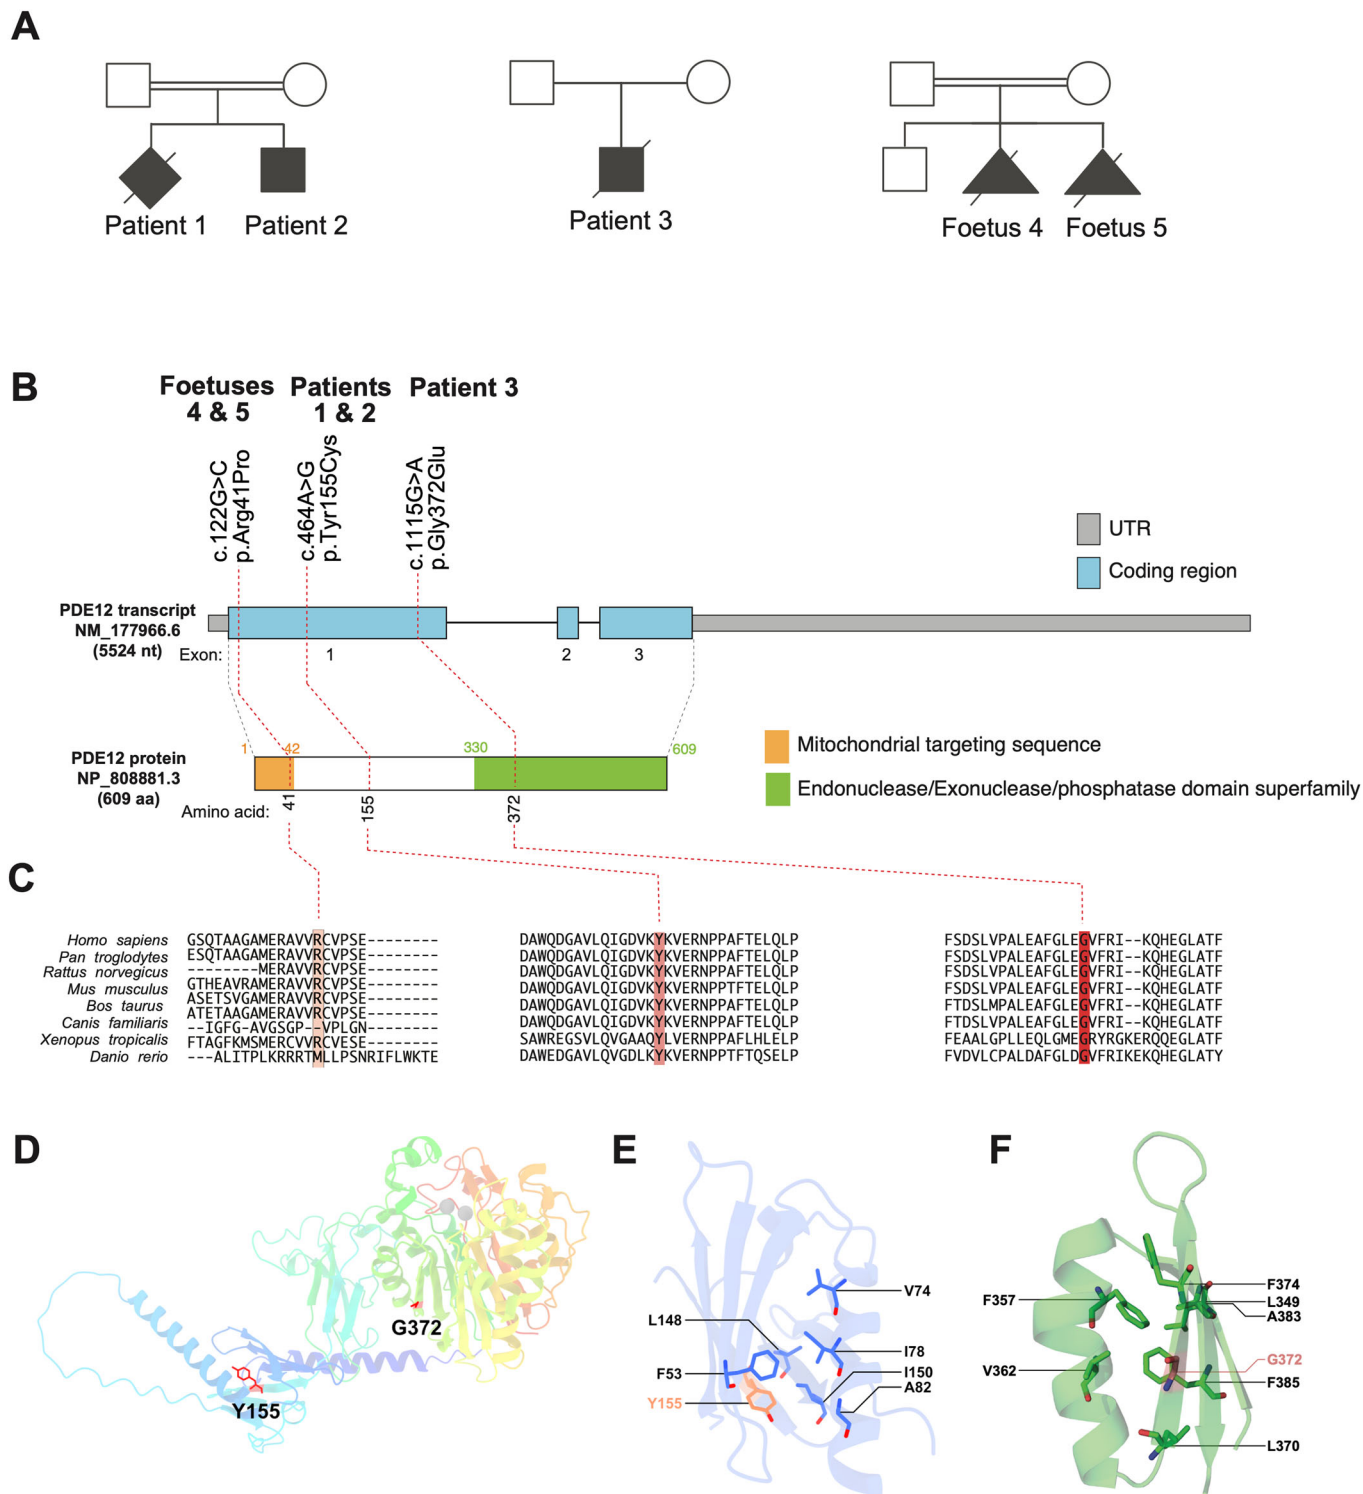 A
Patient 1
Patient 2
Patient 3
Foetus 4
Foetus 5
B
Foetuses
4 & 5
Patients
1 & 2
Patient 3
c.122G>C
p.Arg41Pro
c.464A>G
p.Tyr155Cys
c.1115G>A
p.Gly372Glu
UTR
Coding region
PDE12 transcript
NM_177966.6
(5524 nt)
Exon:
1
2
3
1
42
330
609
PDE12 protein
NP_808881.3
(609 aa)
Amino acid:
41
155
372
Mitochondrial targeting sequence
Endonuclease/Exonuclease/phosphatase domain superfamily
C
Homo sapiens
Pan troglodytes
Rattus norvegicus
Mus musculus
Bos taurus
Canis familiaris
Xenopus tropicalis
Danio rerio
GSQTAAGAMERAVVRCVPSE---------
ESQTAAGAMERAVVRCVPSE---------
--------MERAVVRCVPSE---------
GTHEAVRAMERAVVRCVPSE---------
ASETSVGAMERAVVRCVPSE---------
ATETAAGAMERAVVRCVPSE---------
--IGFG-AVGSGP--VPLGN---------
FTAGFKMSMERCVVRCVESE---------
---ALITPLKRRRTMLLPSNRIFLWKTE
DAWQDGAVLQIGDVKYKVERNPPAFTELQLP
DAWQDGAVLQIGDVKYKVERNPPAFTELQLP
DAWQDGAVLQIGDVKYKVERNPPAFTELQLP
DAWQDGAVLQIGDVKYKVERNPPTFTELQLP
DAWQDGAVLQIGDVKYKVERNPPAFTELQLP
DAWQDGAVLQIGDVKYKVERNPPAFTELQLP
SAWREGSVLQVGAAQYLVERNPPAFLHLELP
DAWEDGAVLQVGDLKYKVERNPPTFTQSELP
FSDSLVPALEAFGLEGVFRI--KQHEGLATF
FSDSLVPALEAFGLEGVFRI--KQHEGLATF
FSDSLVPALEAFGLEGVFRI--KQHEGLATF
FSDSLVPALEAFGLEGVFRI--KQHEGLATF
FTDSLMPALEAFGLEGVFRI--KQHEGLATF
FTDSLVPALEAFGLEGVFRI--KQHEGLATF
FEAALGPLLEQLGMEGRYRGKERQQEGLATF
FVDVLCPALDAFGLDGVFRIKEKQHEGLATY
D
G372
Y155
E
V74
L148
I78
F53
I150
A82
Y155
F
F374
F357
L349
A383
G372
V362
F385
L370